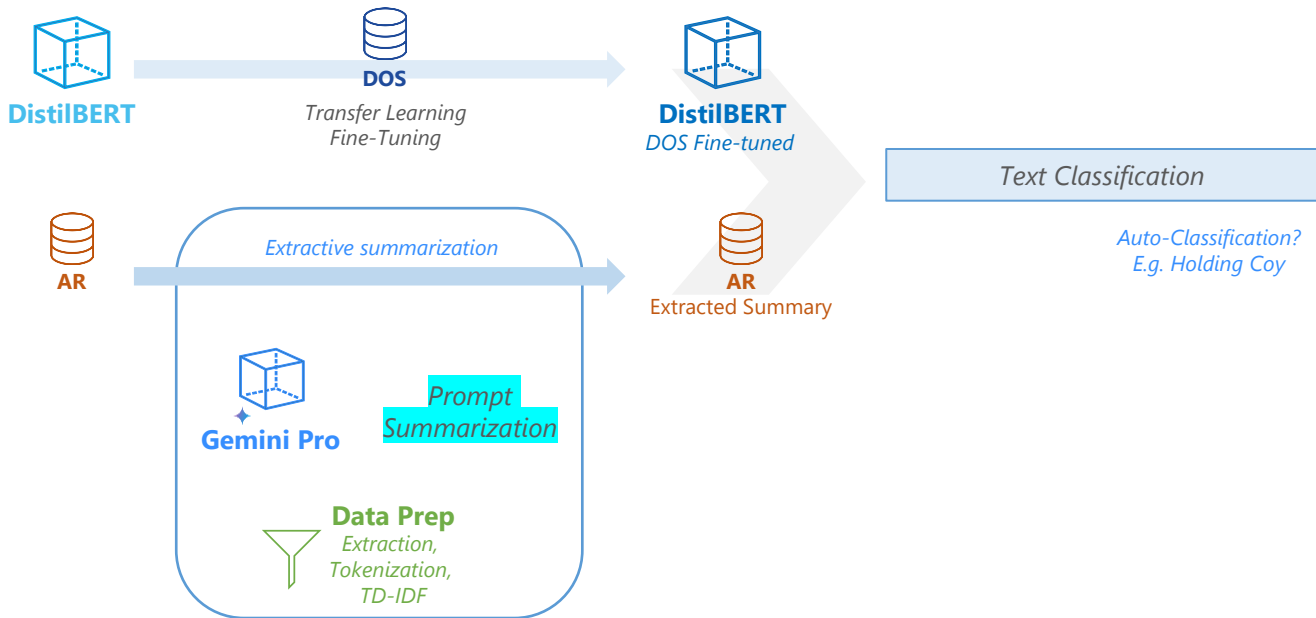 DOS
DistilBERT
Transfer Learning
Fine-Tuning
DistilBERT
DOS Fine-tuned
Text Classification
Auto-Classification?
E.g. Holding Coy
AR
Extractive summarization
AR
Extracted Summary
Gemini Pro
Prompt
Summarization
Data Prep
Extraction,
Tokenization,
TD-IDF